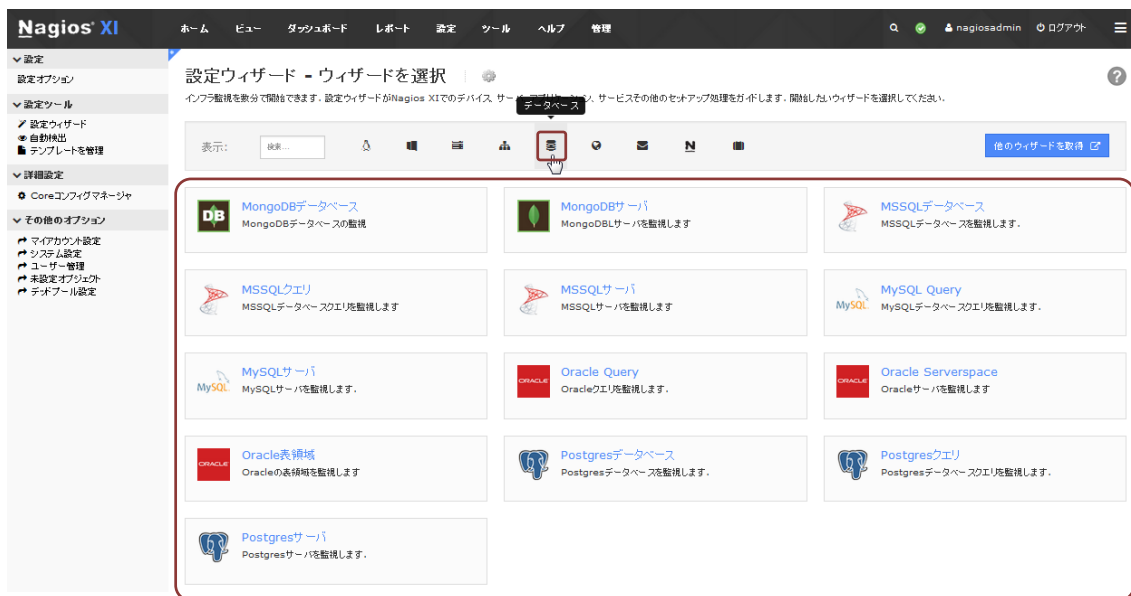 Nagios® XI
ホーム ビュー ダッシュボード レポート 設定 ツール ヘルプ 管理
nagiosadmin ログアウト
設定
設定オプション
設定ツール
設定ウィザード
自動検出
テンプレートを管理
詳細設定
Coreコンフィグマネージャ
その他のオプション
マイアカウント設定
システム設定
ユーザー管理
未設定オブジェクト
デッドプール設定
設定ウィザード - ウィザードを選択
インフラ監視を数分で開始できます. 設定ウィザードがNagios XIでのデバイス, サーバ、サービスその他のセットアップ処理をガイドします. 開始したいウィザードを選択してください.
データベース
表示:
検索...
N
他のウィザードを取得
DB
MongoDBデータベース
MongoDBデータベースの監視
MongoDBサーバ
MongoDBLサーバを監視します
MSSQLデータベース
MSSQLデータベースを監視します.
MSSQLクエリ
MSSQLデータベースクエリを監視します
MSSQLサーバ
MSSQLサーバを監視します
MySQL
MySQL Query
MySQLデータベースクエリを監視します.
MySQL
MySQLサーバ
MySQLサーバを監視します.
ORACLE
Oracle Query
Oracleクエリを監視します.
ORACLE
Oracle Serverspace
Oracleサーバを監視します
ORACLE
Oracle表領域
Oracleの表領域を監視します
Postgresデータベース
Postgresデータベースを監視します.
Postgresクエリ
Postgresデータベースクエリを監視します.
Postgresサーバ
Postgresサーバを監視します.